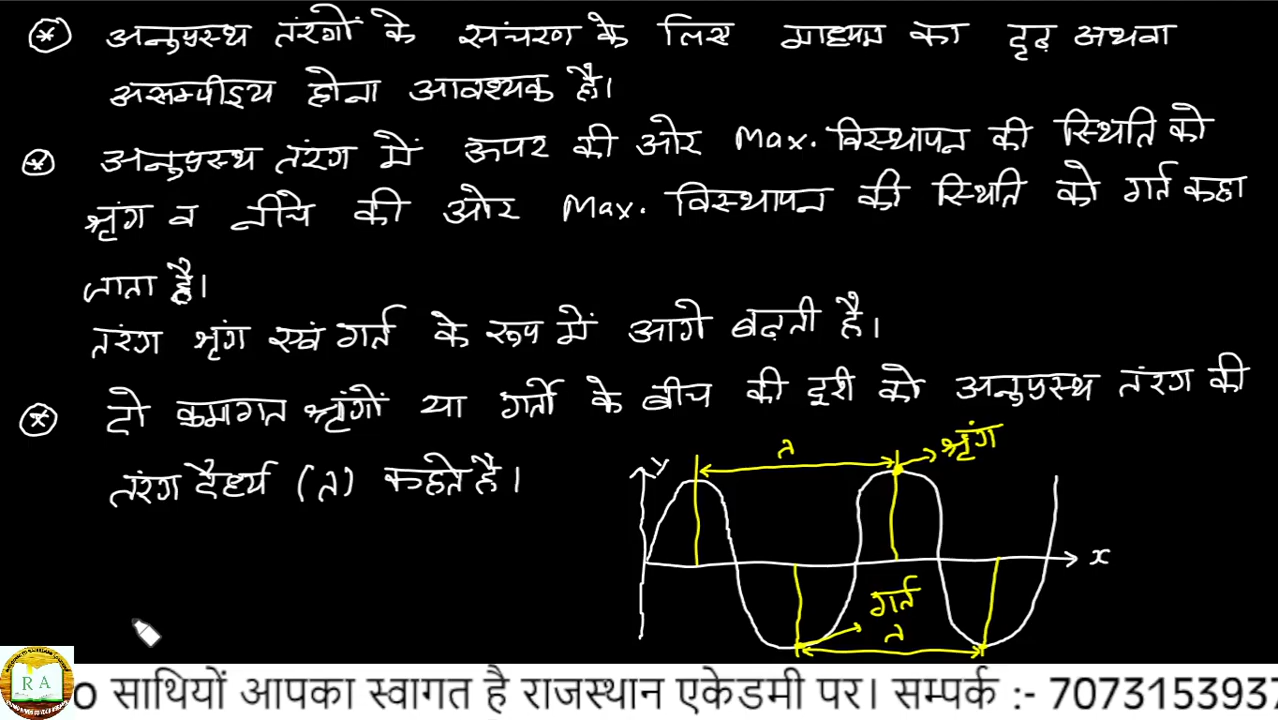 * अनुप्रस्थ तरंगों के संचरण के लिए माध्यम का दृढ़ अथवा
असम्पीड्य होना आवश्यक है।
* अनुप्रस्थ तरंग में ऊपर की ओर Max. विस्थापन की स्थिति को
श्रृंग व नीचे की ओर Max. विस्थापन की स्थिति को गर्त कहा
जाता है।
तरंग श्रृंग एवं गर्त के रूप में आगे बढ़ती है।
* दो क्रमागत श्रृंगों या गर्तों के बीच की दूरी को अनुप्रस्थ तरंग की
तरंग दैर्ध्य (λ) कहते है।
y
λ
श्रृंग
x
गर्त
λ
R A
साथियों आपका स्वागत है राजस्थान एकेडमी पर। सम्पर्क :- 7073153937